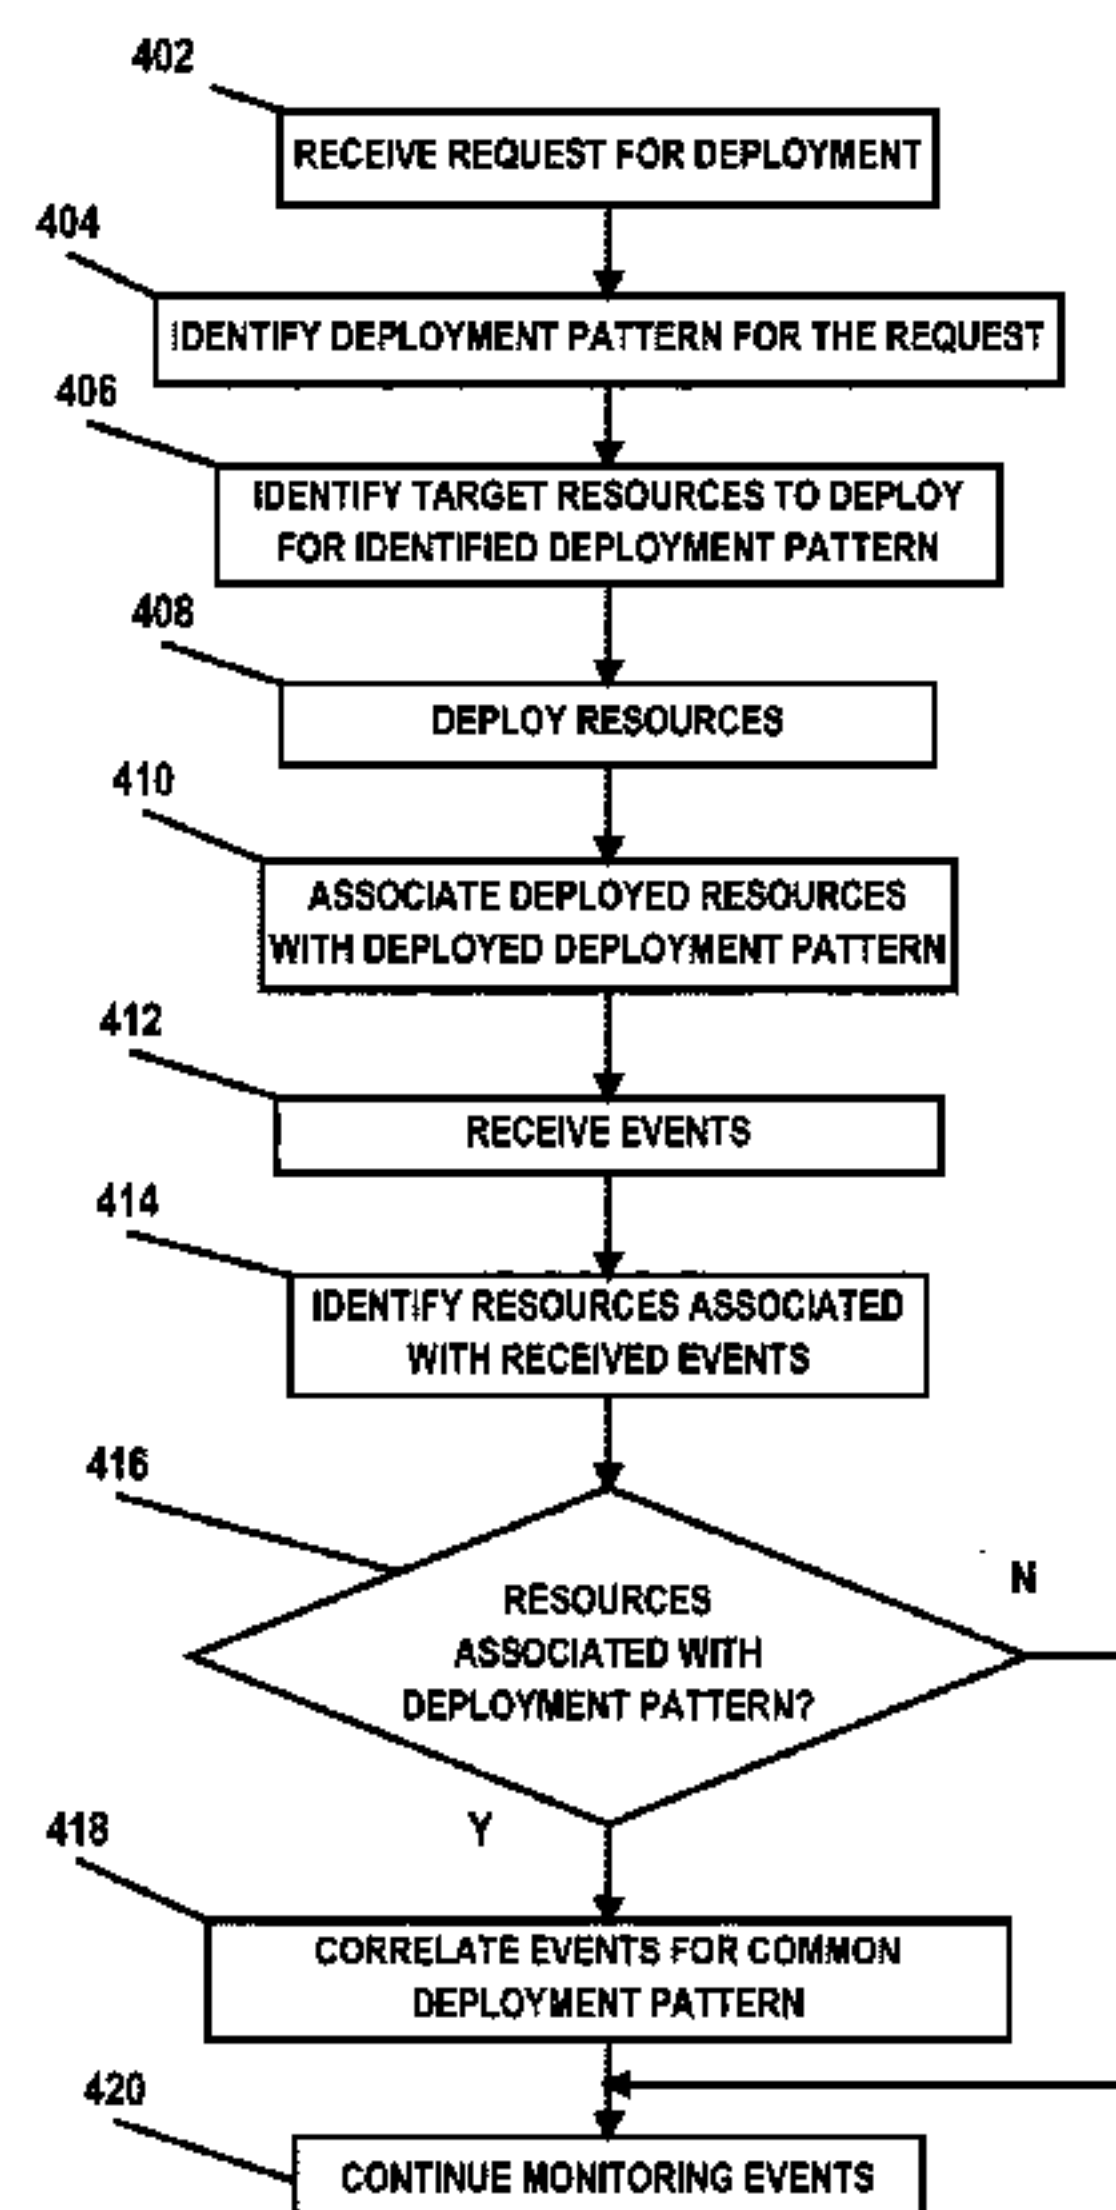 402
RECEIVE REQUEST FOR DEPLOYMENT
404
IDENTIFY DEPLOYMENT PATTERN FOR THE REQUEST
406
IDENTIFY TARGET RESOURCES TO DEPLOY
FOR IDENTIFIED DEPLOYMENT PATTERN
408
DEPLOY RESOURCES
410
ASSOCIATE DEPLOYED RESOURCES
WITH DEPLOYED DEPLOYMENT PATTERN
412
RECEIVE EVENTS
414
IDENTIFY RESOURCES ASSOCIATED
WITH RECEIVED EVENTS
416
N
RESOURCES
ASSOCIATED WITH
DEPLOYMENT PATTERN?
Y
418
CORRELATE EVENTS FOR COMMON
DEPLOYMENT PATTERN
420
CONTINUE MONITORING EVENTS